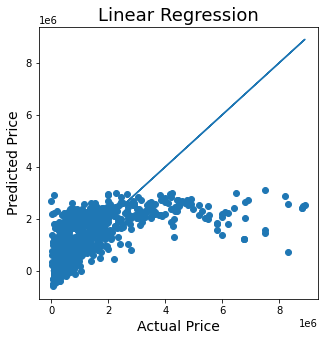 Linear Regression
1e6
8
6
4
2
0
Predicted Price
0 2 4 6 8
1e6
Actual Price